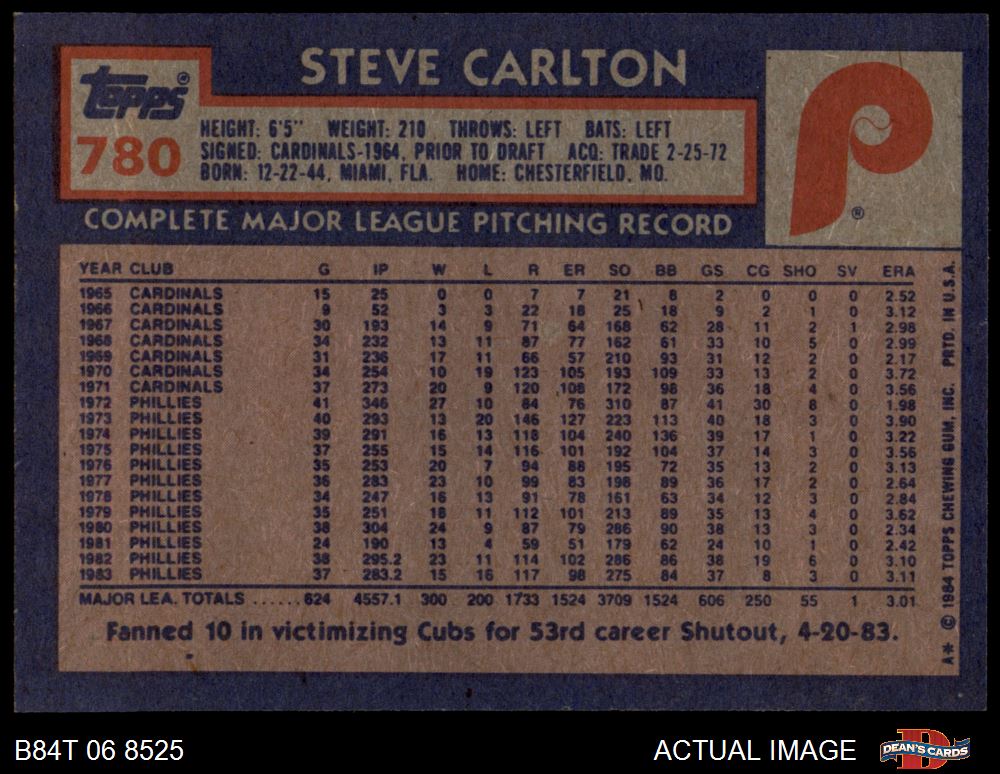 STEVE CARLTON
Topps®
780
HEIGHT: 6'5" WEIGHT: 210 THROWS: LEFT BATS: LEFT
SIGNED: CARDINALS-1964, PRIOR TO DRAFT ACQ: TRADE 2-25-72
BORN: 12-22-44, MIAMI, FLA. HOME: CHESTERFIELD, MO.
P
®
COMPLETE MAJOR LEAGUE PITCHING RECORD
YEAR CLUB G IP W L R ER SO BB GS CG SHO SV ERA
1965 CARDINALS 15 25 0 0 7 7 21 8 2 0 0 0 2.52
1966 CARDINALS 9 52 3 3 22 18 25 18 9 2 1 0 3.12
1967 CARDINALS 30 193 14 9 71 64 168 62 28 11 2 1 2.98
1968 CARDINALS 34 232 13 11 87 77 162 61 33 10 5 0 2.99
1969 CARDINALS 31 236 17 11 66 57 210 93 31 12 2 0 2.17
1970 CARDINALS 34 254 10 19 123 105 193 109 33 13 2 0 3.72
1971 CARDINALS 37 273 20 9 120 108 172 98 36 18 4 0 3.56
1972 PHILLIES 41 346 27 10 84 76 310 87 41 30 8 0 1.98
1973 PHILLIES 40 293 13 20 146 127 223 113 40 18 3 0 3.90
1974 PHILLIES 39 291 16 13 118 104 240 136 39 17 1 0 3.22
1975 PHILLIES 37 255 15 14 116 101 192 104 37 14 3 0 3.56
1976 PHILLIES 35 253 20 7 94 88 195 72 35 13 2 0 3.13
1977 PHILLIES 36 283 23 10 99 83 198 89 36 17 2 0 2.64
1978 PHILLIES 34 247 16 13 91 78 161 63 34 12 3 0 2.84
1979 PHILLIES 35 251 18 11 112 101 213 89 35 13 4 0 3.62
1980 PHILLIES 38 304 24 9 87 79 286 90 38 13 3 0 2.34
1981 PHILLIES 24 190 13 4 59 51 179 62 24 10 1 0 2.42
1982 PHILLIES 38 295.2 23 11 114 102 286 86 38 19 6 0 3.10
1983 PHILLIES 37 283.2 15 16 117 98 275 84 37 8 3 0 3.11
MAJOR LEA. TOTALS ...... 624 4557.1 300 200 1733 1524 3709 1524 606 250 55 1 3.01
Fanned 10 in victimizing Cubs for 53rd career Shutout, 4-20-83.
A* © 1984 TOPPS CHEWING GUM, INC. PRTD. IN U.S.A.
B84T 06 8525
ACTUAL IMAGE
DEAN'S CARDS